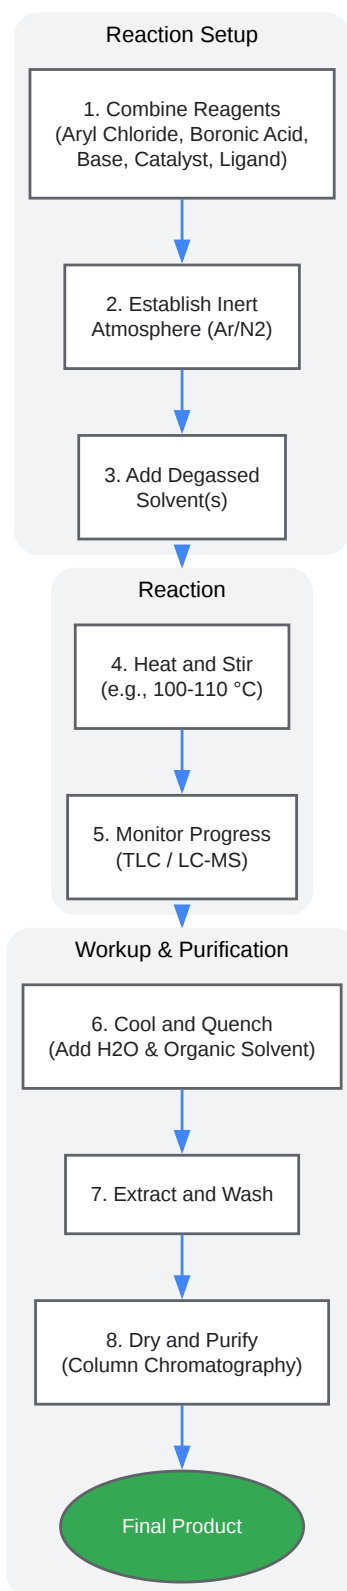 Reaction Setup
1. Combine Reagents
(Aryl Chloride, Boronic Acid,
Base, Catalyst, Ligand)
2. Establish Inert
Atmosphere (Ar/N2)
3. Add Degassed
Solvent(s)
Reaction
4. Heat and Stir
(e.g., 100-110 °C)
5. Monitor Progress
(TLC / LC-MS)
Workup & Purification
6. Cool and Quench
(Add H2O & Organic Solvent)
7. Extract and Wash
8. Dry and Purify
(Column Chromatography)
Final Product